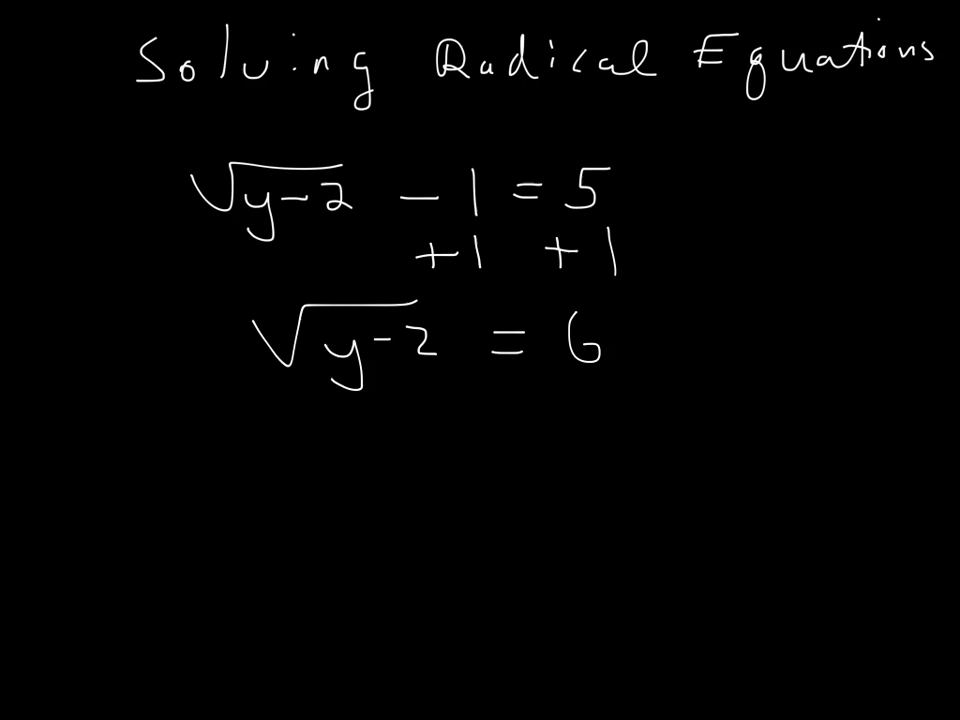 Solving Radical Equations
√y-2 - 1 = 5
+1 +1
√y-2 = 6